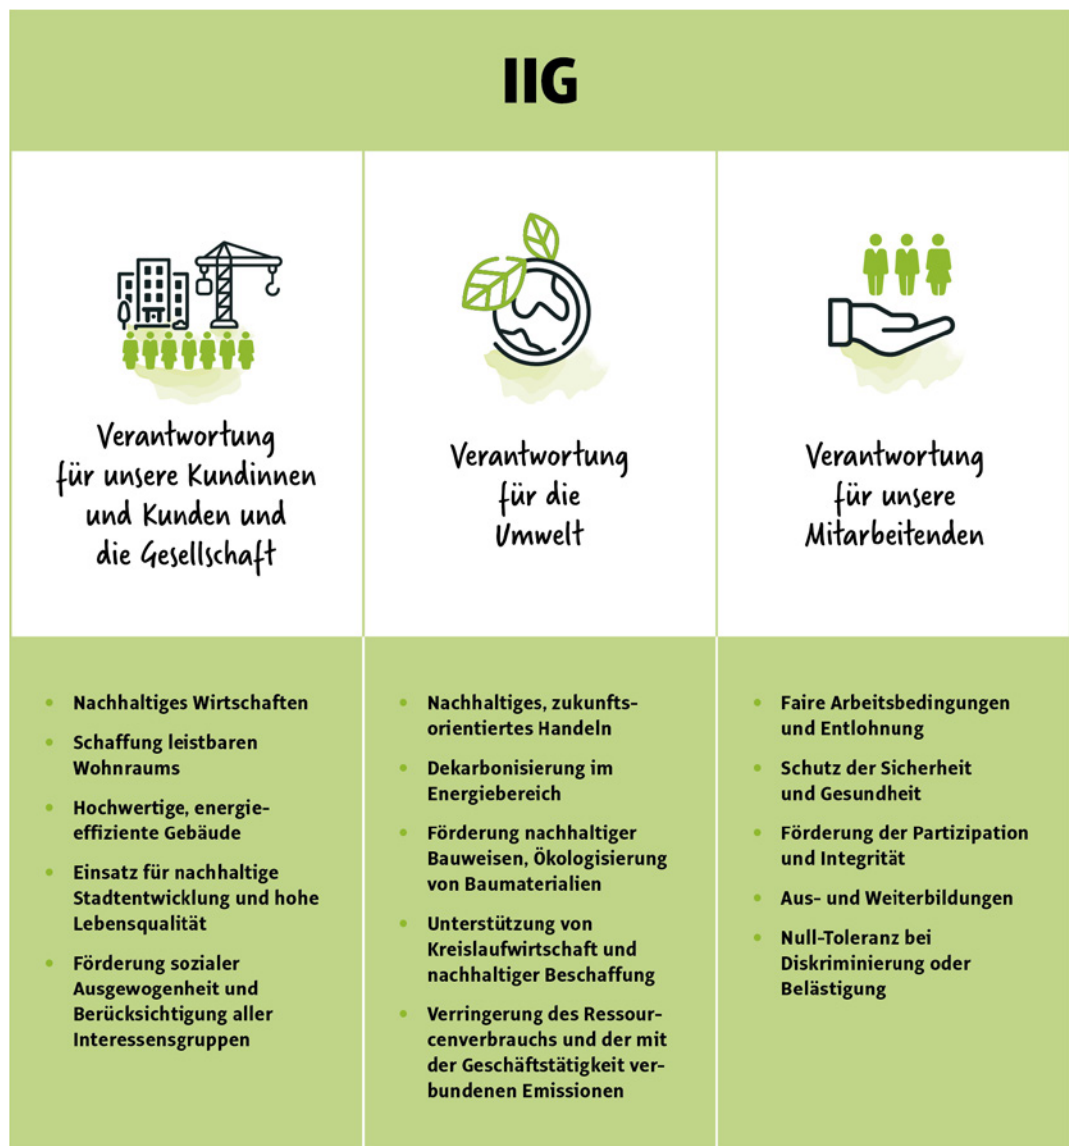 IIG
Verantwortung
für unsere Kundinnen
und Kunden und
die Gesellschaft
Verantwortung
für die
Umwelt
Verantwortung
für unsere
Mitarbeitenden
• Nachhaltiges Wirtschaften
• Schaffung leistbaren
Wohnraums
• Hochwertige, energie-
effiziente Gebäude
• Einsatz für nachhaltige
Stadtentwicklung und hohe
Lebensqualität
• Förderung sozialer
Ausgewogenheit und
Berücksichtigung aller
Interessensgruppen
• Nachhaltiges, zukunfts-
orientiertes Handeln
• Dekarbonisierung im
Energiebereich
• Förderung nachhaltiger
Bauweisen, Ökologisierung
von Baumaterialien
• Unterstützung von
Kreislaufwirtschaft und
nachhaltiger Beschaffung
• Verringerung des Ressour-
cenverbrauchs und der mit
der Geschäftstätigkeit ver-
bundenen Emissionen
• Faire Arbeitsbedingungen
und Entlohnung
• Schutz der Sicherheit
und Gesundheit
• Förderung der Partizipation
und Integrität
• Aus- und Weiterbildungen
• Null-Toleranz bei
Diskriminierung oder
Belästigung